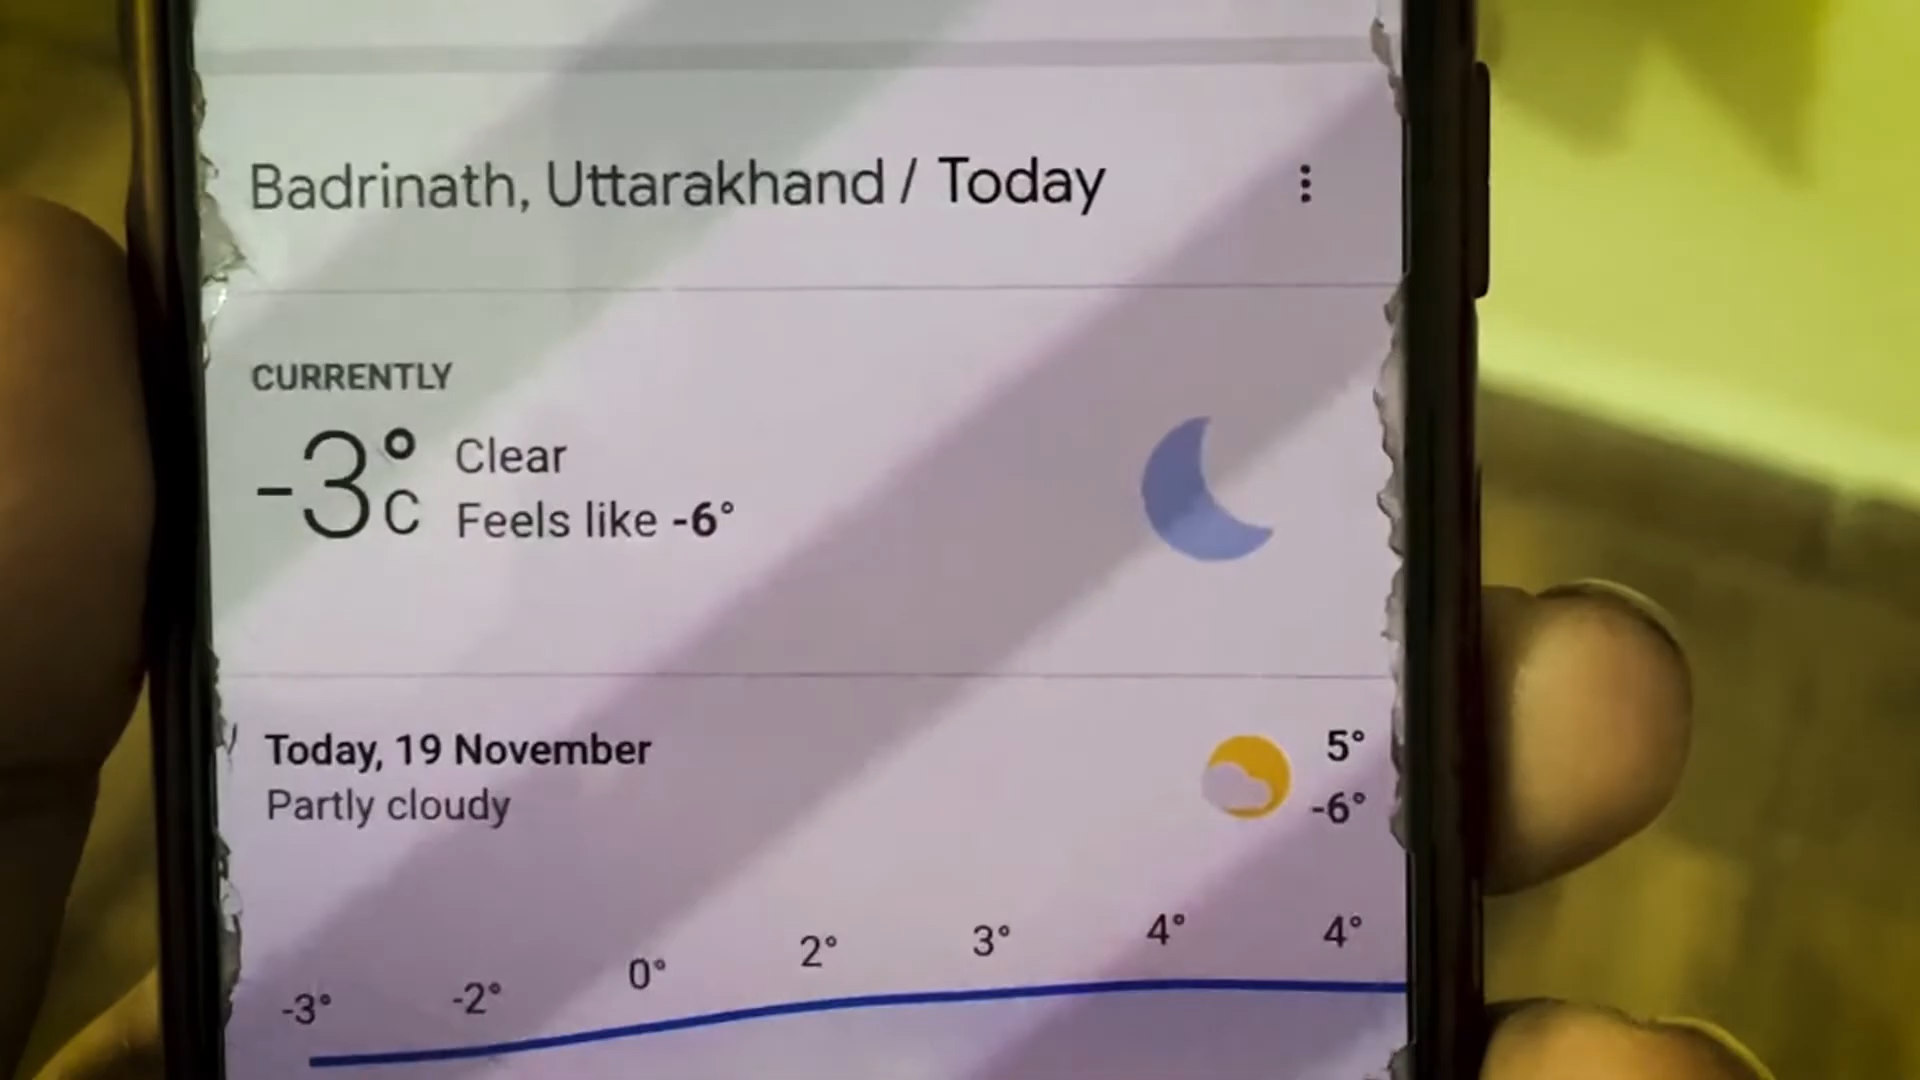 Badrinath, Uttarakhand / Today
CURRENTLY
-3°C
Clear
Feels like -6°
Today, 19 November
Partly cloudy
5°
-6°
-3° -2° 0° 2° 3° 4° 4°